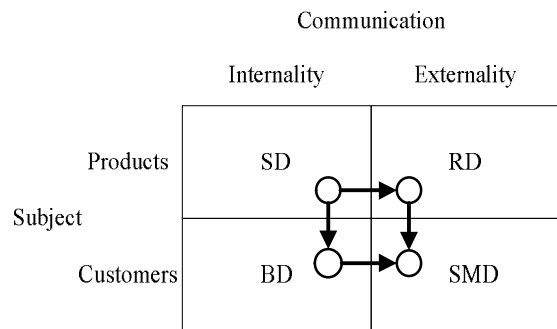 Communication
Internality Externality
Products SD RD
Subject
Customers BD SMD